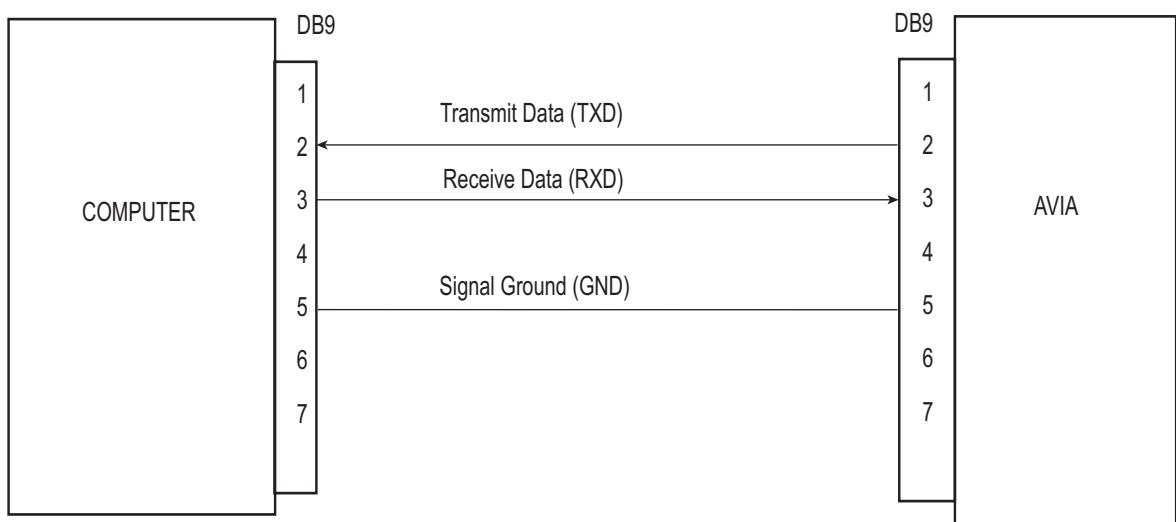 DB9
DB9
1
2
3
4
5
6
7
Transmit Data (TXD)
Receive Data (RXD)
Signal Ground (GND)
1
2
3
4
5
6
7
COMPUTER
AVIA